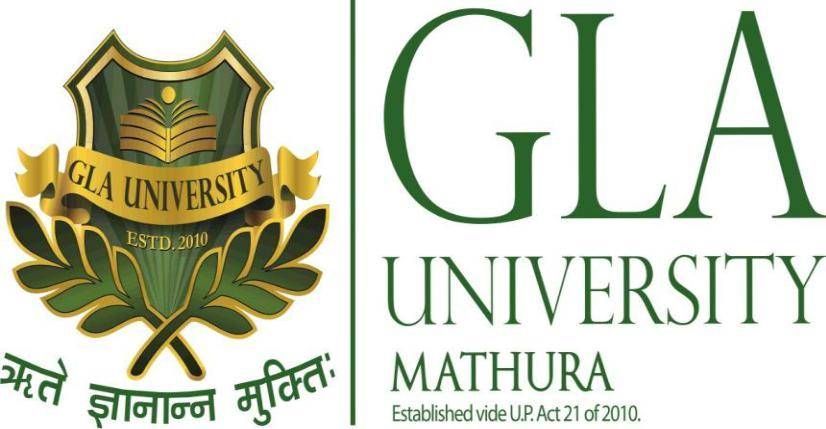 GLA UNIVERSITY
ESTD. 2010
ऋते ज्ञानान्न मुक्तिः
GLA
UNIVERSITY
MATHURA
Established vide U.P. Act 21 of 2010.